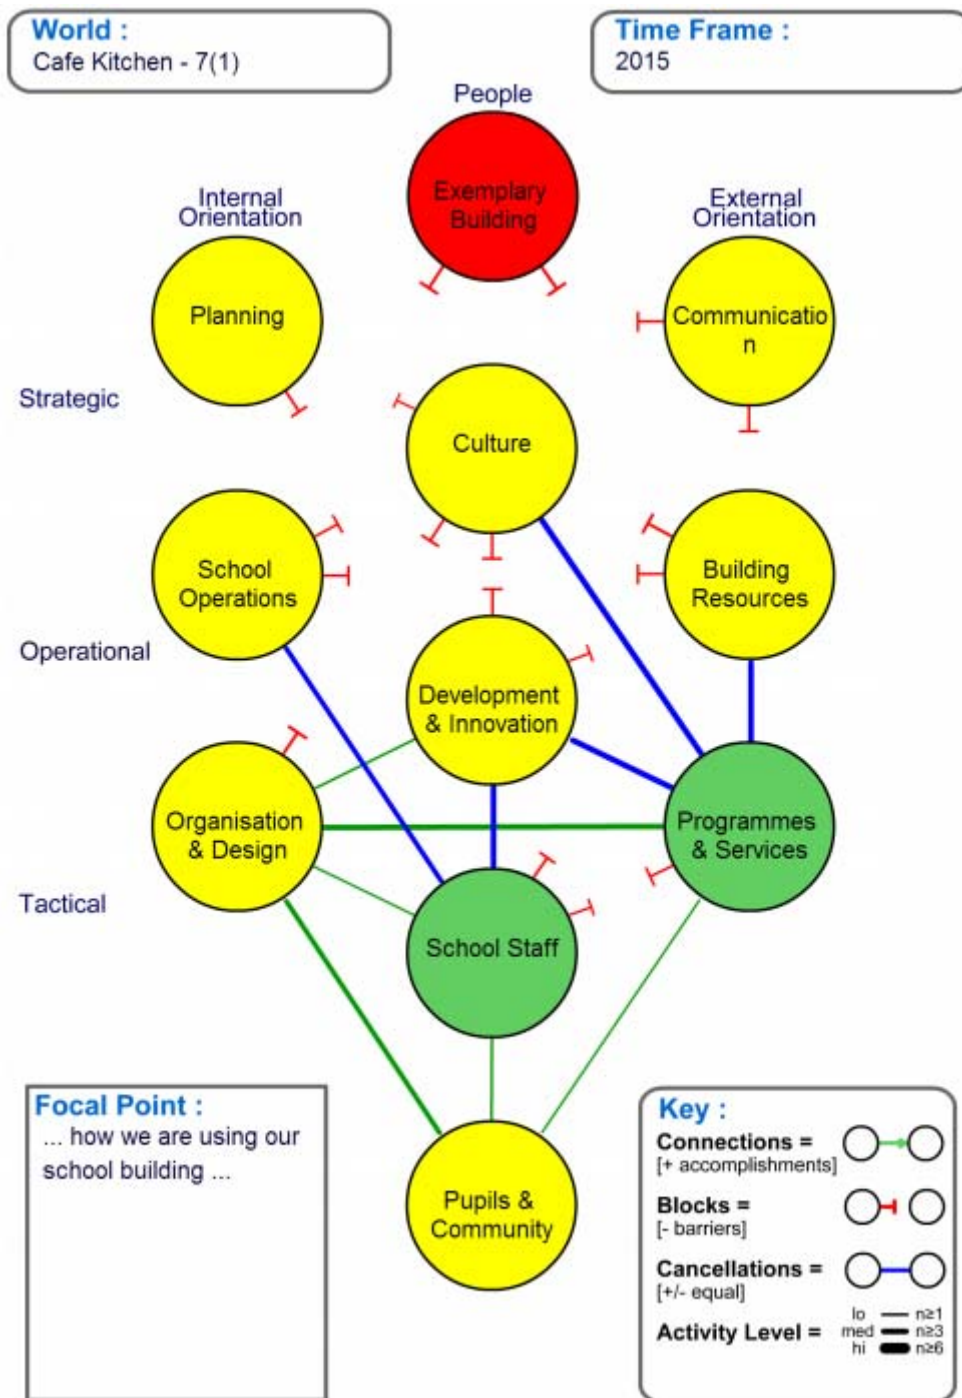 World :
Cafe Kitchen - 7(1)
Time Frame :
2015
People
Internal
Orientation
External
Orientation
Exemplary
Building
Planning
Communicatio
n
Strategic
Culture
School
Operations
Building
Resources
Operational
Development
& Innovation
Organisation
& Design
Programmes
& Services
Tactical
School Staff
Pupils &
Community
Focal Point :
... how we are using our
school building ...
Key :
Connections =
[+ accomplishments]
Blocks =
[- barriers]
Cancellations =
[+/- equal]
Activity Level =
lo n≥1
med n≥3
hi n≥6